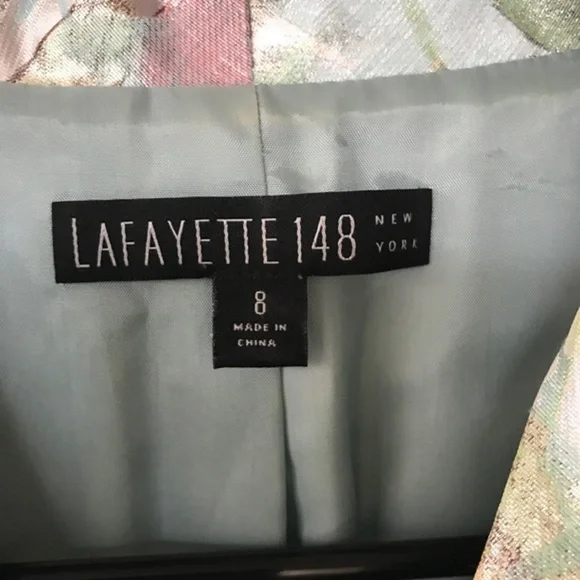 LAFAYETTE 148 NEW YORK
8
MADE IN
CHINA